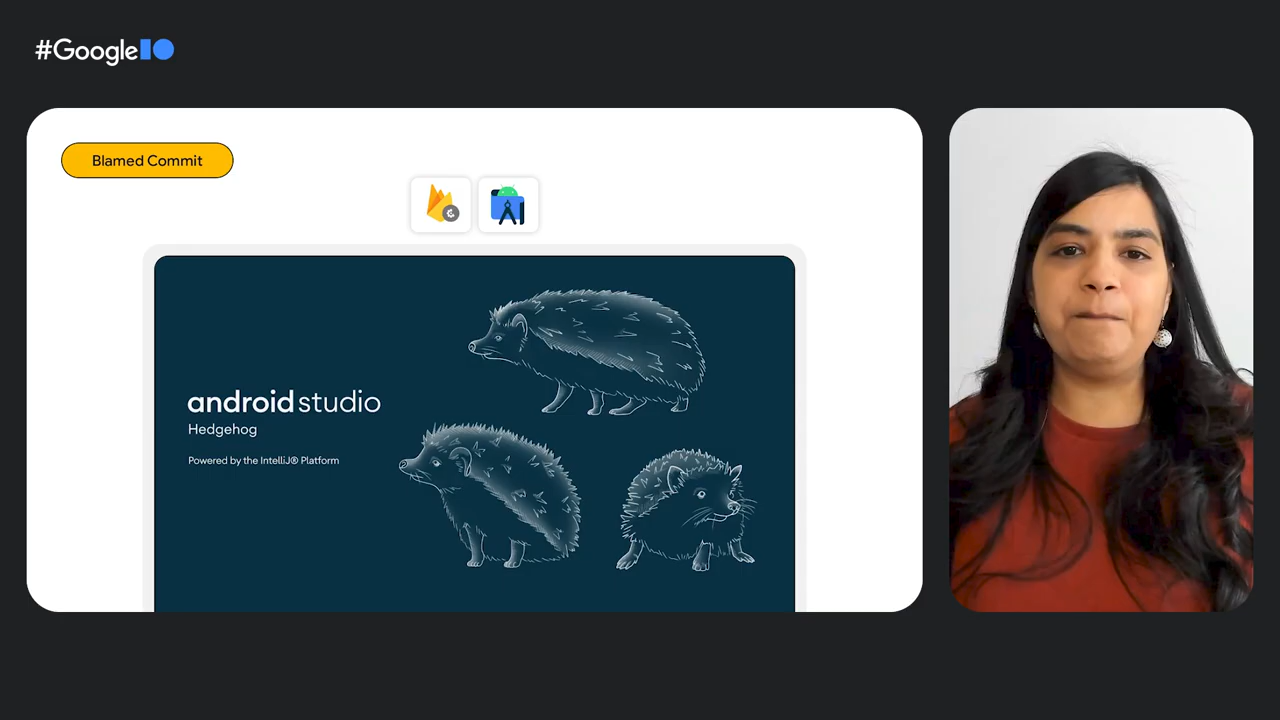 #GoogleIO
Blamed Commit
android studio
Hedgehog
Powered by the IntelliJ® Platform